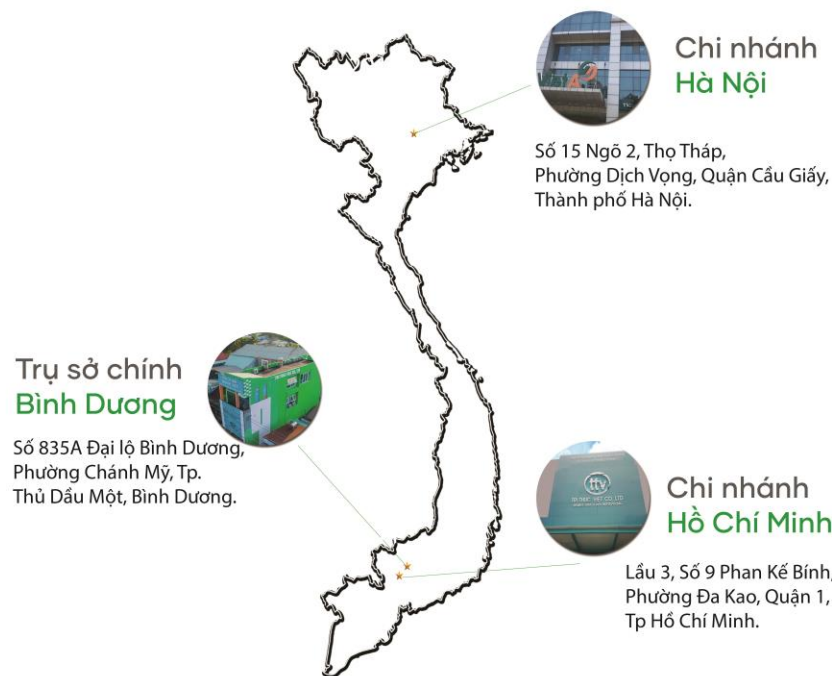 Chi nhánh
Hà Nội
Số 15 Ngõ 2, Thọ Tháp,
Phường Dịch Vọng, Quận Cầu Giấy,
Thành phố Hà Nội.
Trụ sở chính
Bình Dương
Số 835A Đại lộ Bình Dương,
Phường Chánh Mỹ, Tp.
Thủ Dầu Một, Bình Dương.
ttv
Chi nhánh
Hồ Chí Minh
Lầu 3, Số 9 Phan Kế Bính,
Phường Đa Kao, Quận 1,
Tp Hồ Chí Minh.